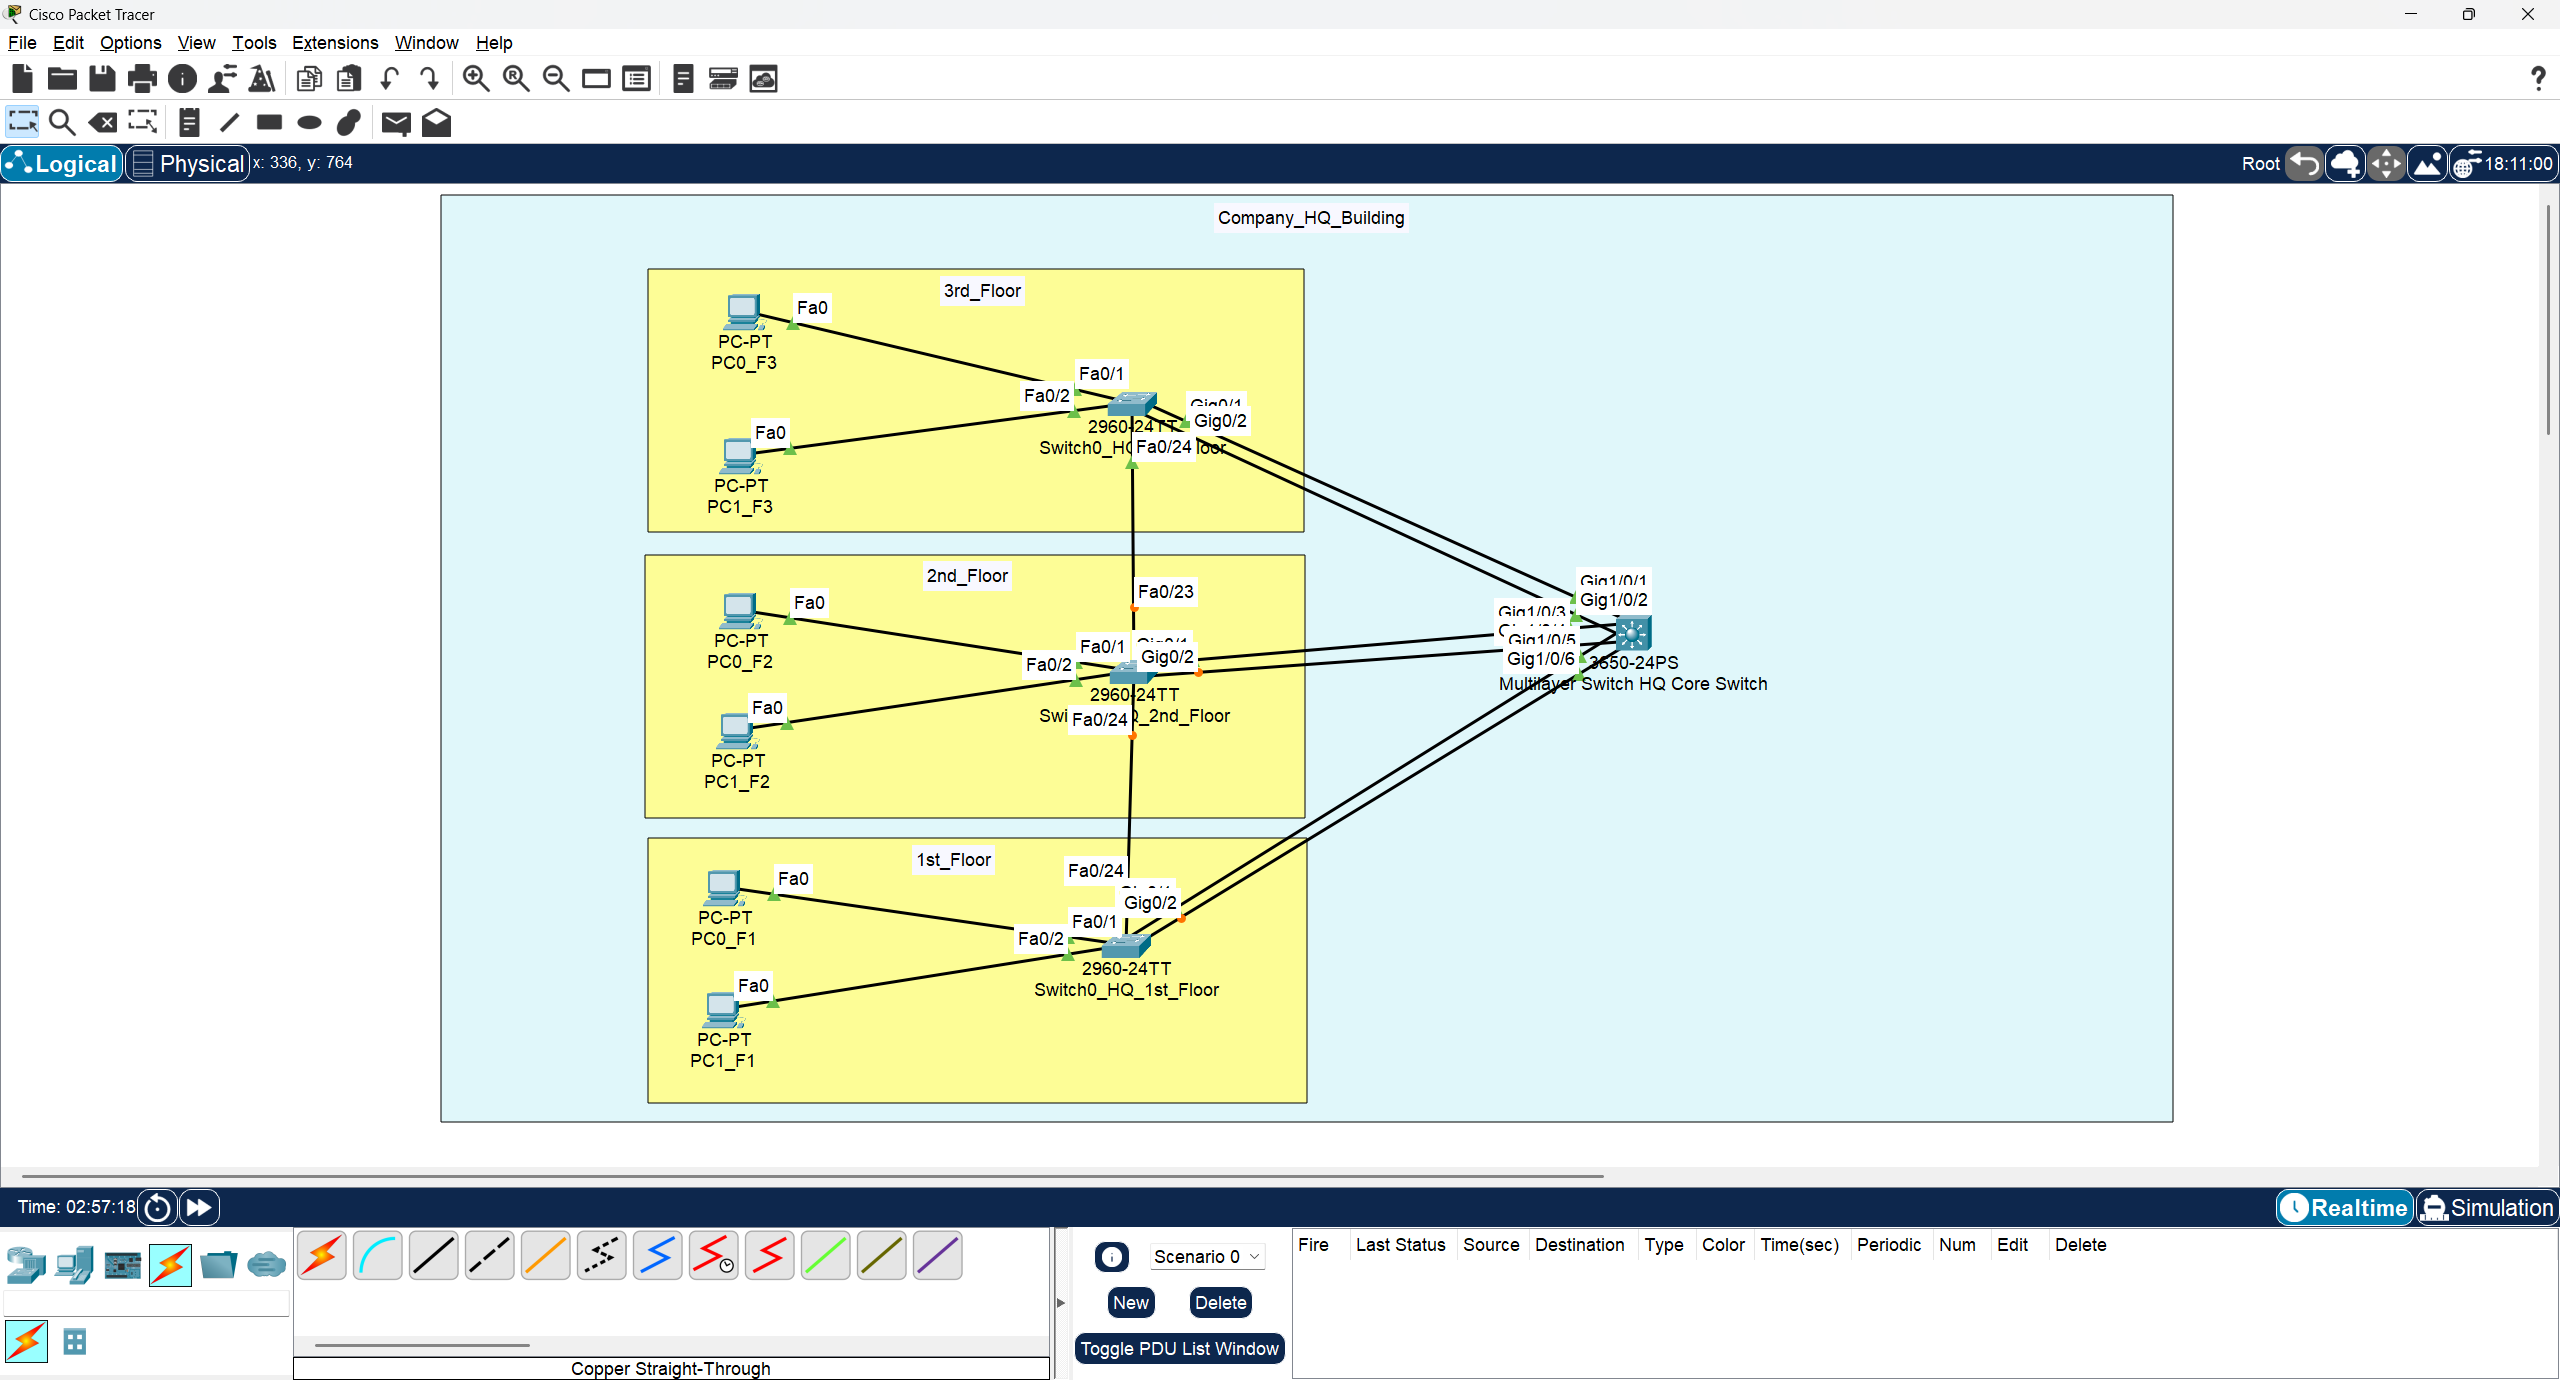 Cisco Packet Tracer
File Edit Options View Tools Extensions Window Help
Logical Physical x: 336, y: 764 Root 18:11:00
Company_HQ_Building
3rd_Floor
Fa0
PC-PT
PC0_F3
Fa0/1
Fa0/2
Gig0/1
Gig0/2
Fa0
2960-24TT
Switch0_HQ
Fa0/24
loor
PC-PT
PC1_F3
2nd_Floor
Fa0/23
Gig1/0/1
Gig1/0/2
Fa0
Gig1/0/3
PC-PT
PC0_F2
Fa0/1
Gig0/1
Gig1/0/5
Fa0/2
Gig0/2
Gig1/0/6
3650-24PS
Multilayer Switch HQ Core Switch
2960-24TT
Fa0
Swi
Fa0/24
Q_2nd_Floor
PC-PT
PC1_F2
1st_Floor
Fa0/24
Fa0
Gig0/2
PC-PT
PC0_F1
Fa0/1
Fa0/2
2960-24TT
Switch0_HQ_1st_Floor
Fa0
PC-PT
PC1_F1
Time: 02:57:18 Realtime Simulation
Scenario 0
New Delete
Toggle PDU List Window
Fire Last Status Source Destination Type Color Time(sec) Periodic Num Edit Delete
Copper Straight-Through